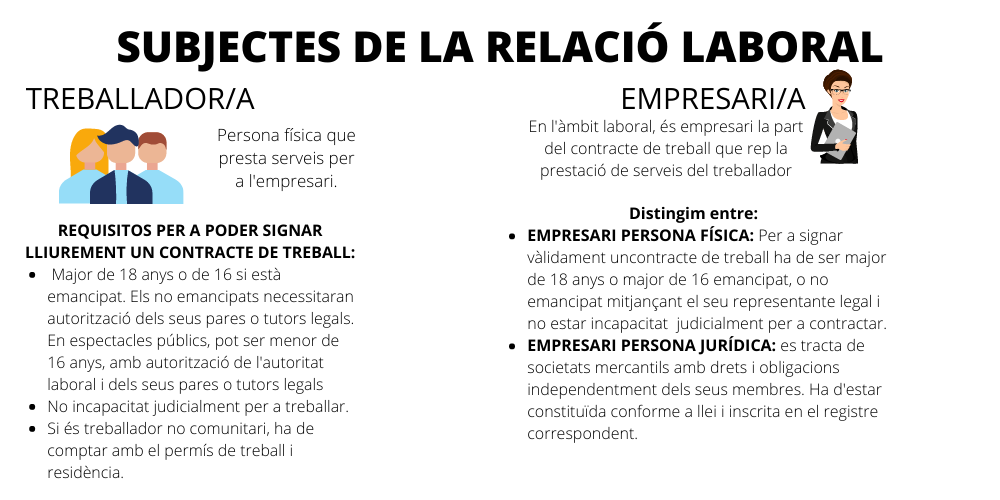 SUBJECTES DE LA RELACIÓ LABORAL
TREBALLADOR/A
Persona física que
presta serveis per
a l'empresari.
REQUISITOS PER A PODER SIGNAR
LLIUREMENT UN CONTRACTE DE TREBALL:
• Major de 18 anys o de 16 si està
emancipat. Els no emancipats necessitaran
autorització dels seus pares o tutors legals.
En espectacles públics, pot ser menor de
16 anys, amb autorització de l'autoritat
laboral i dels seus pares o tutors legals
• No incapacitat judicialment per a treballar.
• Si és treballador no comunitari, ha de
comptar amb el permís de treball i
residència.
EMPRESARI/A
En l'àmbit laboral, és empresari la part
del contracte de treball que rep la
prestació de serveis del treballador
Distingim entre:
• EMPRESARI PERSONA FÍSICA: Per a signar
vàlidament uncontracte de treball ha de ser major
de 18 anys o major de 16 emancipat, o no
emancipat mitjançant el seu representante legal i
no estar incapacitat judicialment per a contractar.
• EMPRESARI PERSONA JURÍDICA: es tracta de
societats mercantils amb drets i obligacions
independentment dels seus membres. Ha d'estar
constituïda conforme a llei i inscrita en el registre
correspondent.